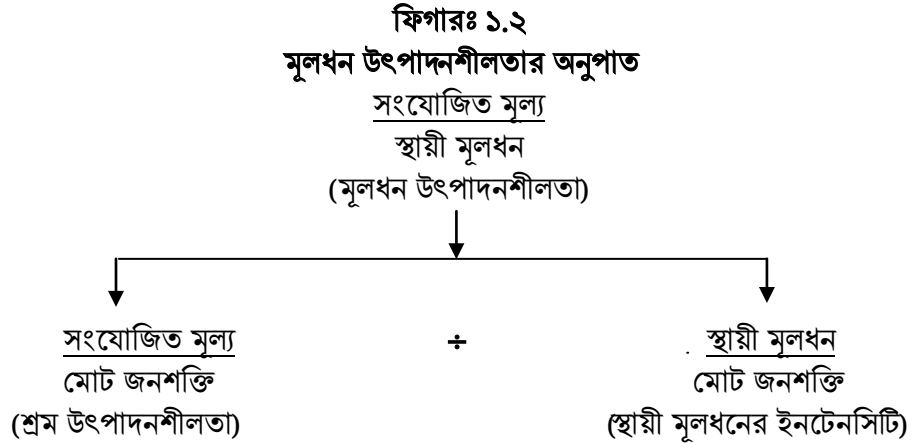 ফিগারঃ ১.২
মূলধন উৎপাদনশীলতার অনুপাত
সংযোজিত মূল্য
স্থায়ী মূলধন
(মূলধন উৎপাদনশীলতা)
সংযোজিত মূল্য ÷ স্থায়ী মূলধন
মোট জনশক্তি মোট জনশক্তি
(শ্রম উৎপাদনশীলতা) (স্থায়ী মূলধনের ইনটেনসিটি)